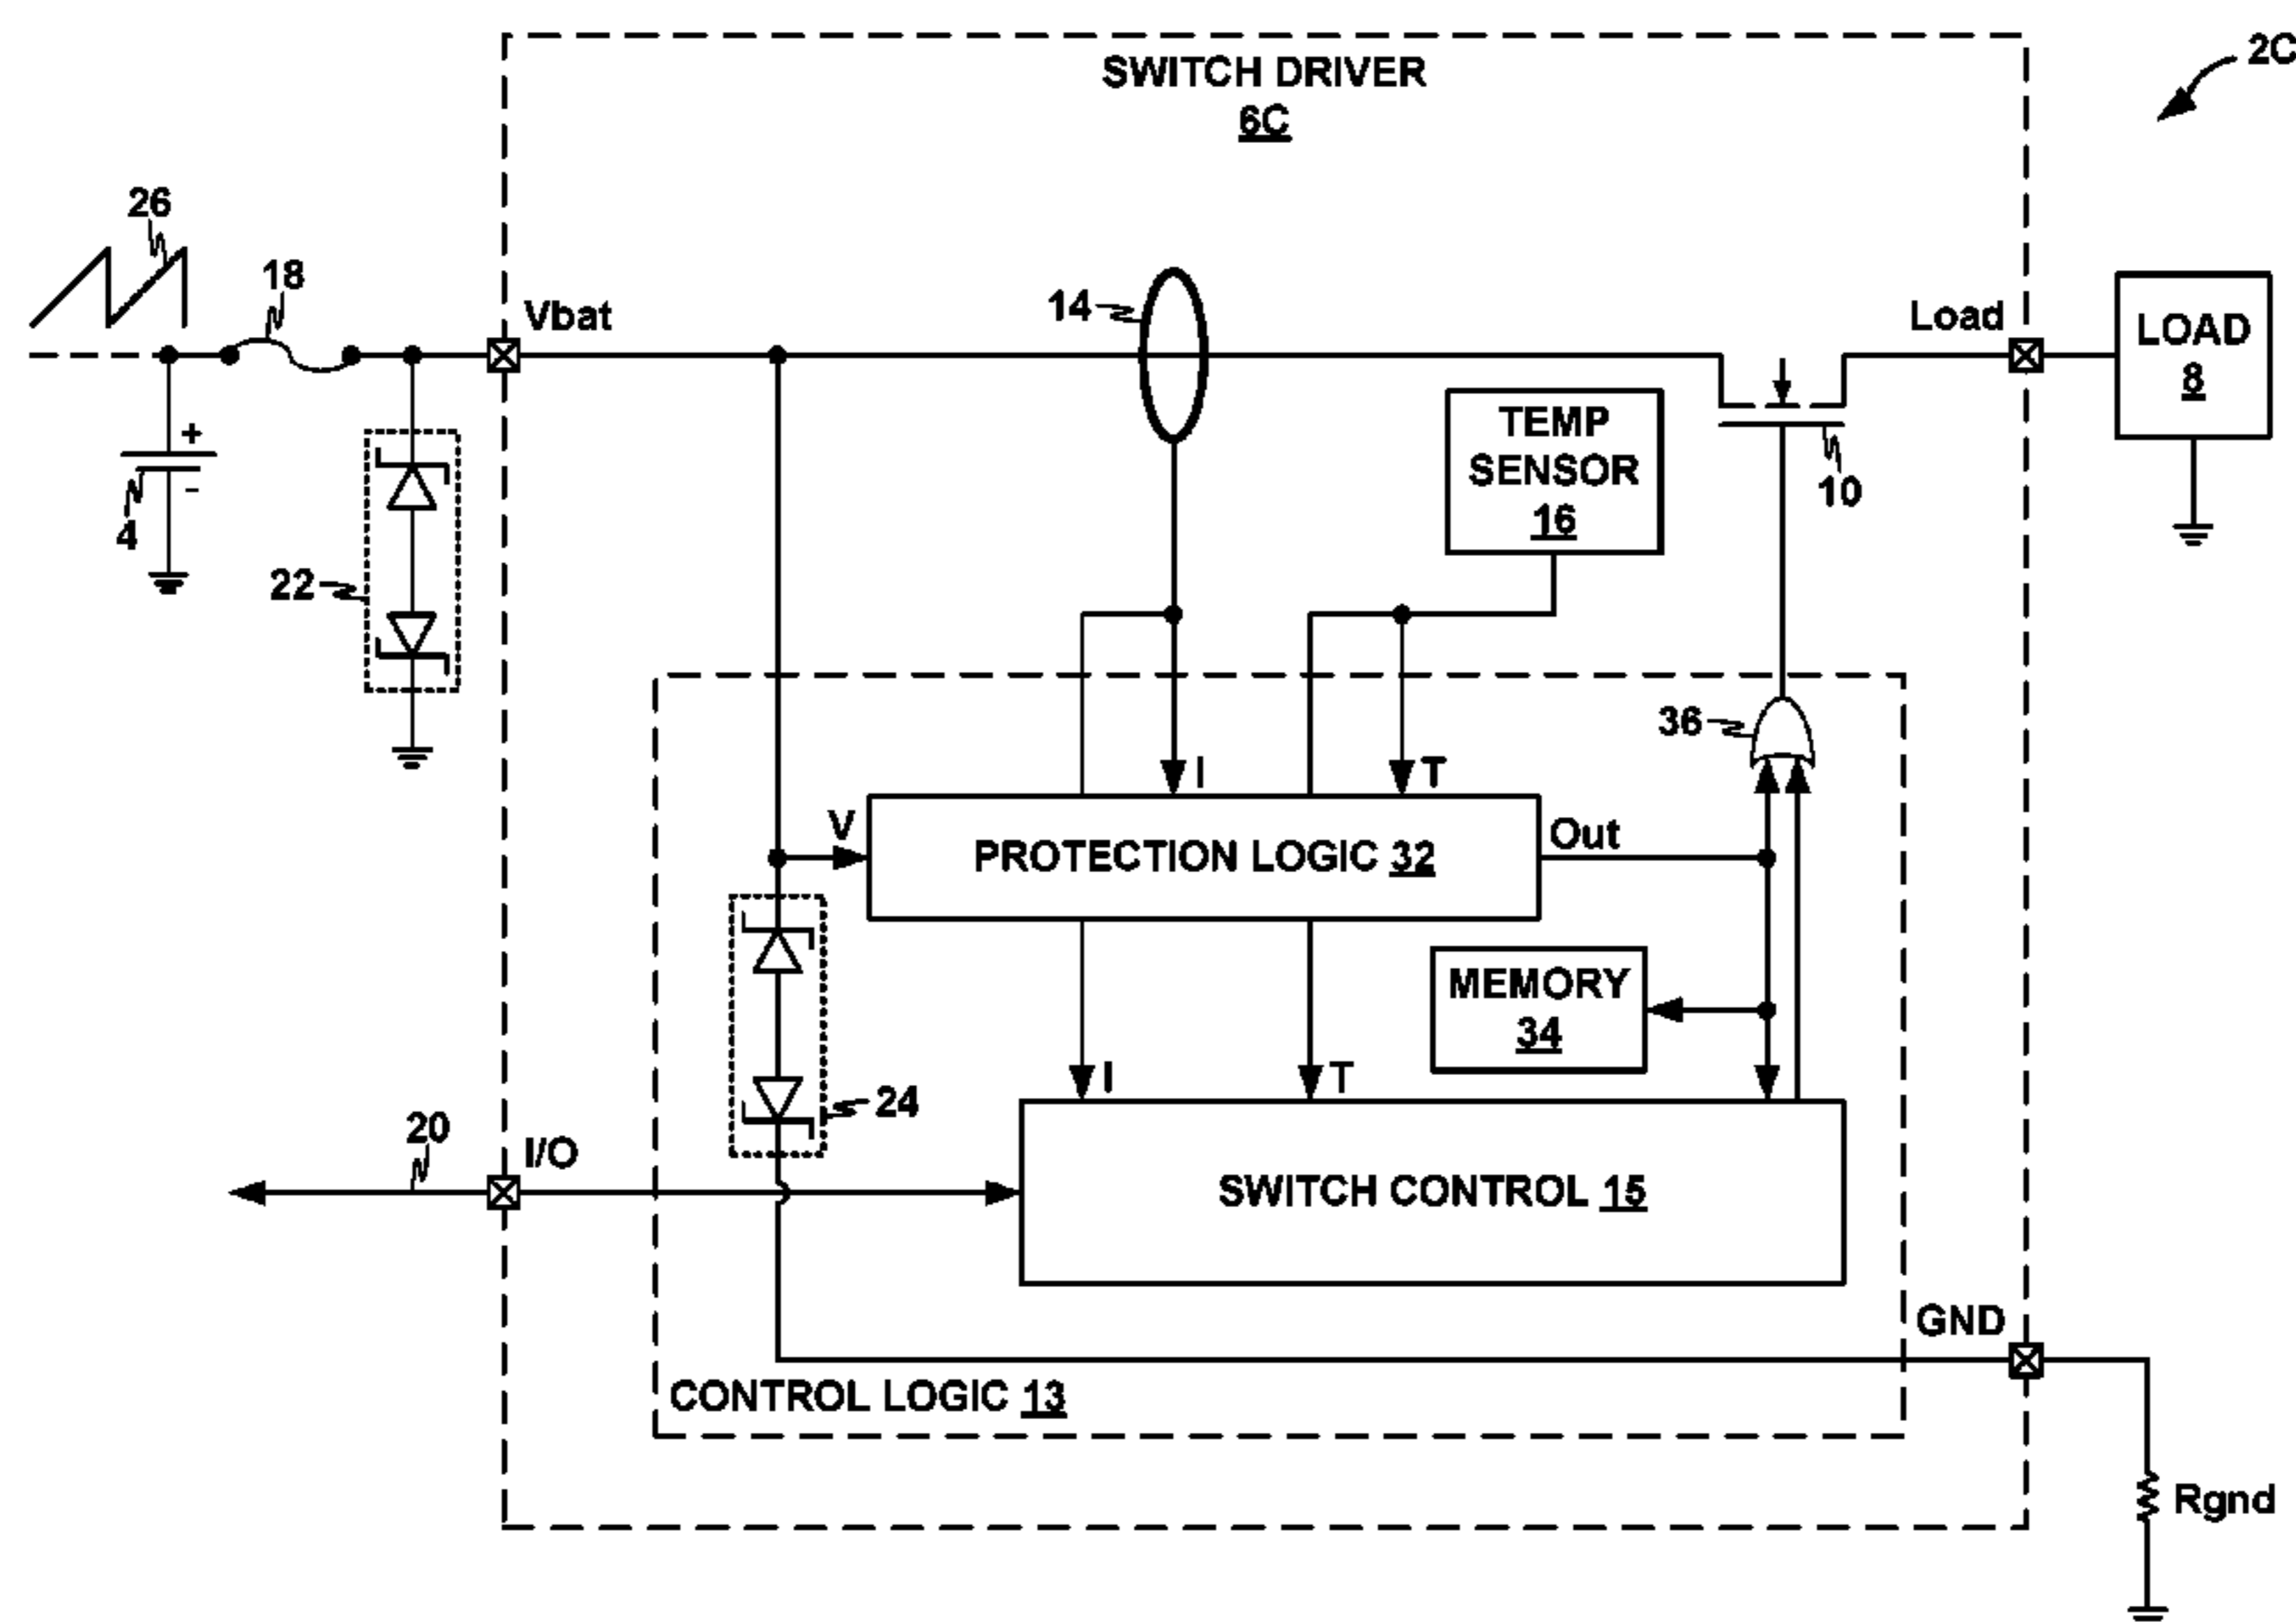 SWITCH DRIVER
6C
2C
26
18
Vbat
14
Load
LOAD
8
TEMP
SENSOR
16
10
+
-
4
22
36
I
T
V
PROTECTION LOGIC 32
Out
MEMORY
34
I
T
24
20
I/O
SWITCH CONTROL 15
GND
CONTROL LOGIC 13
Rgnd